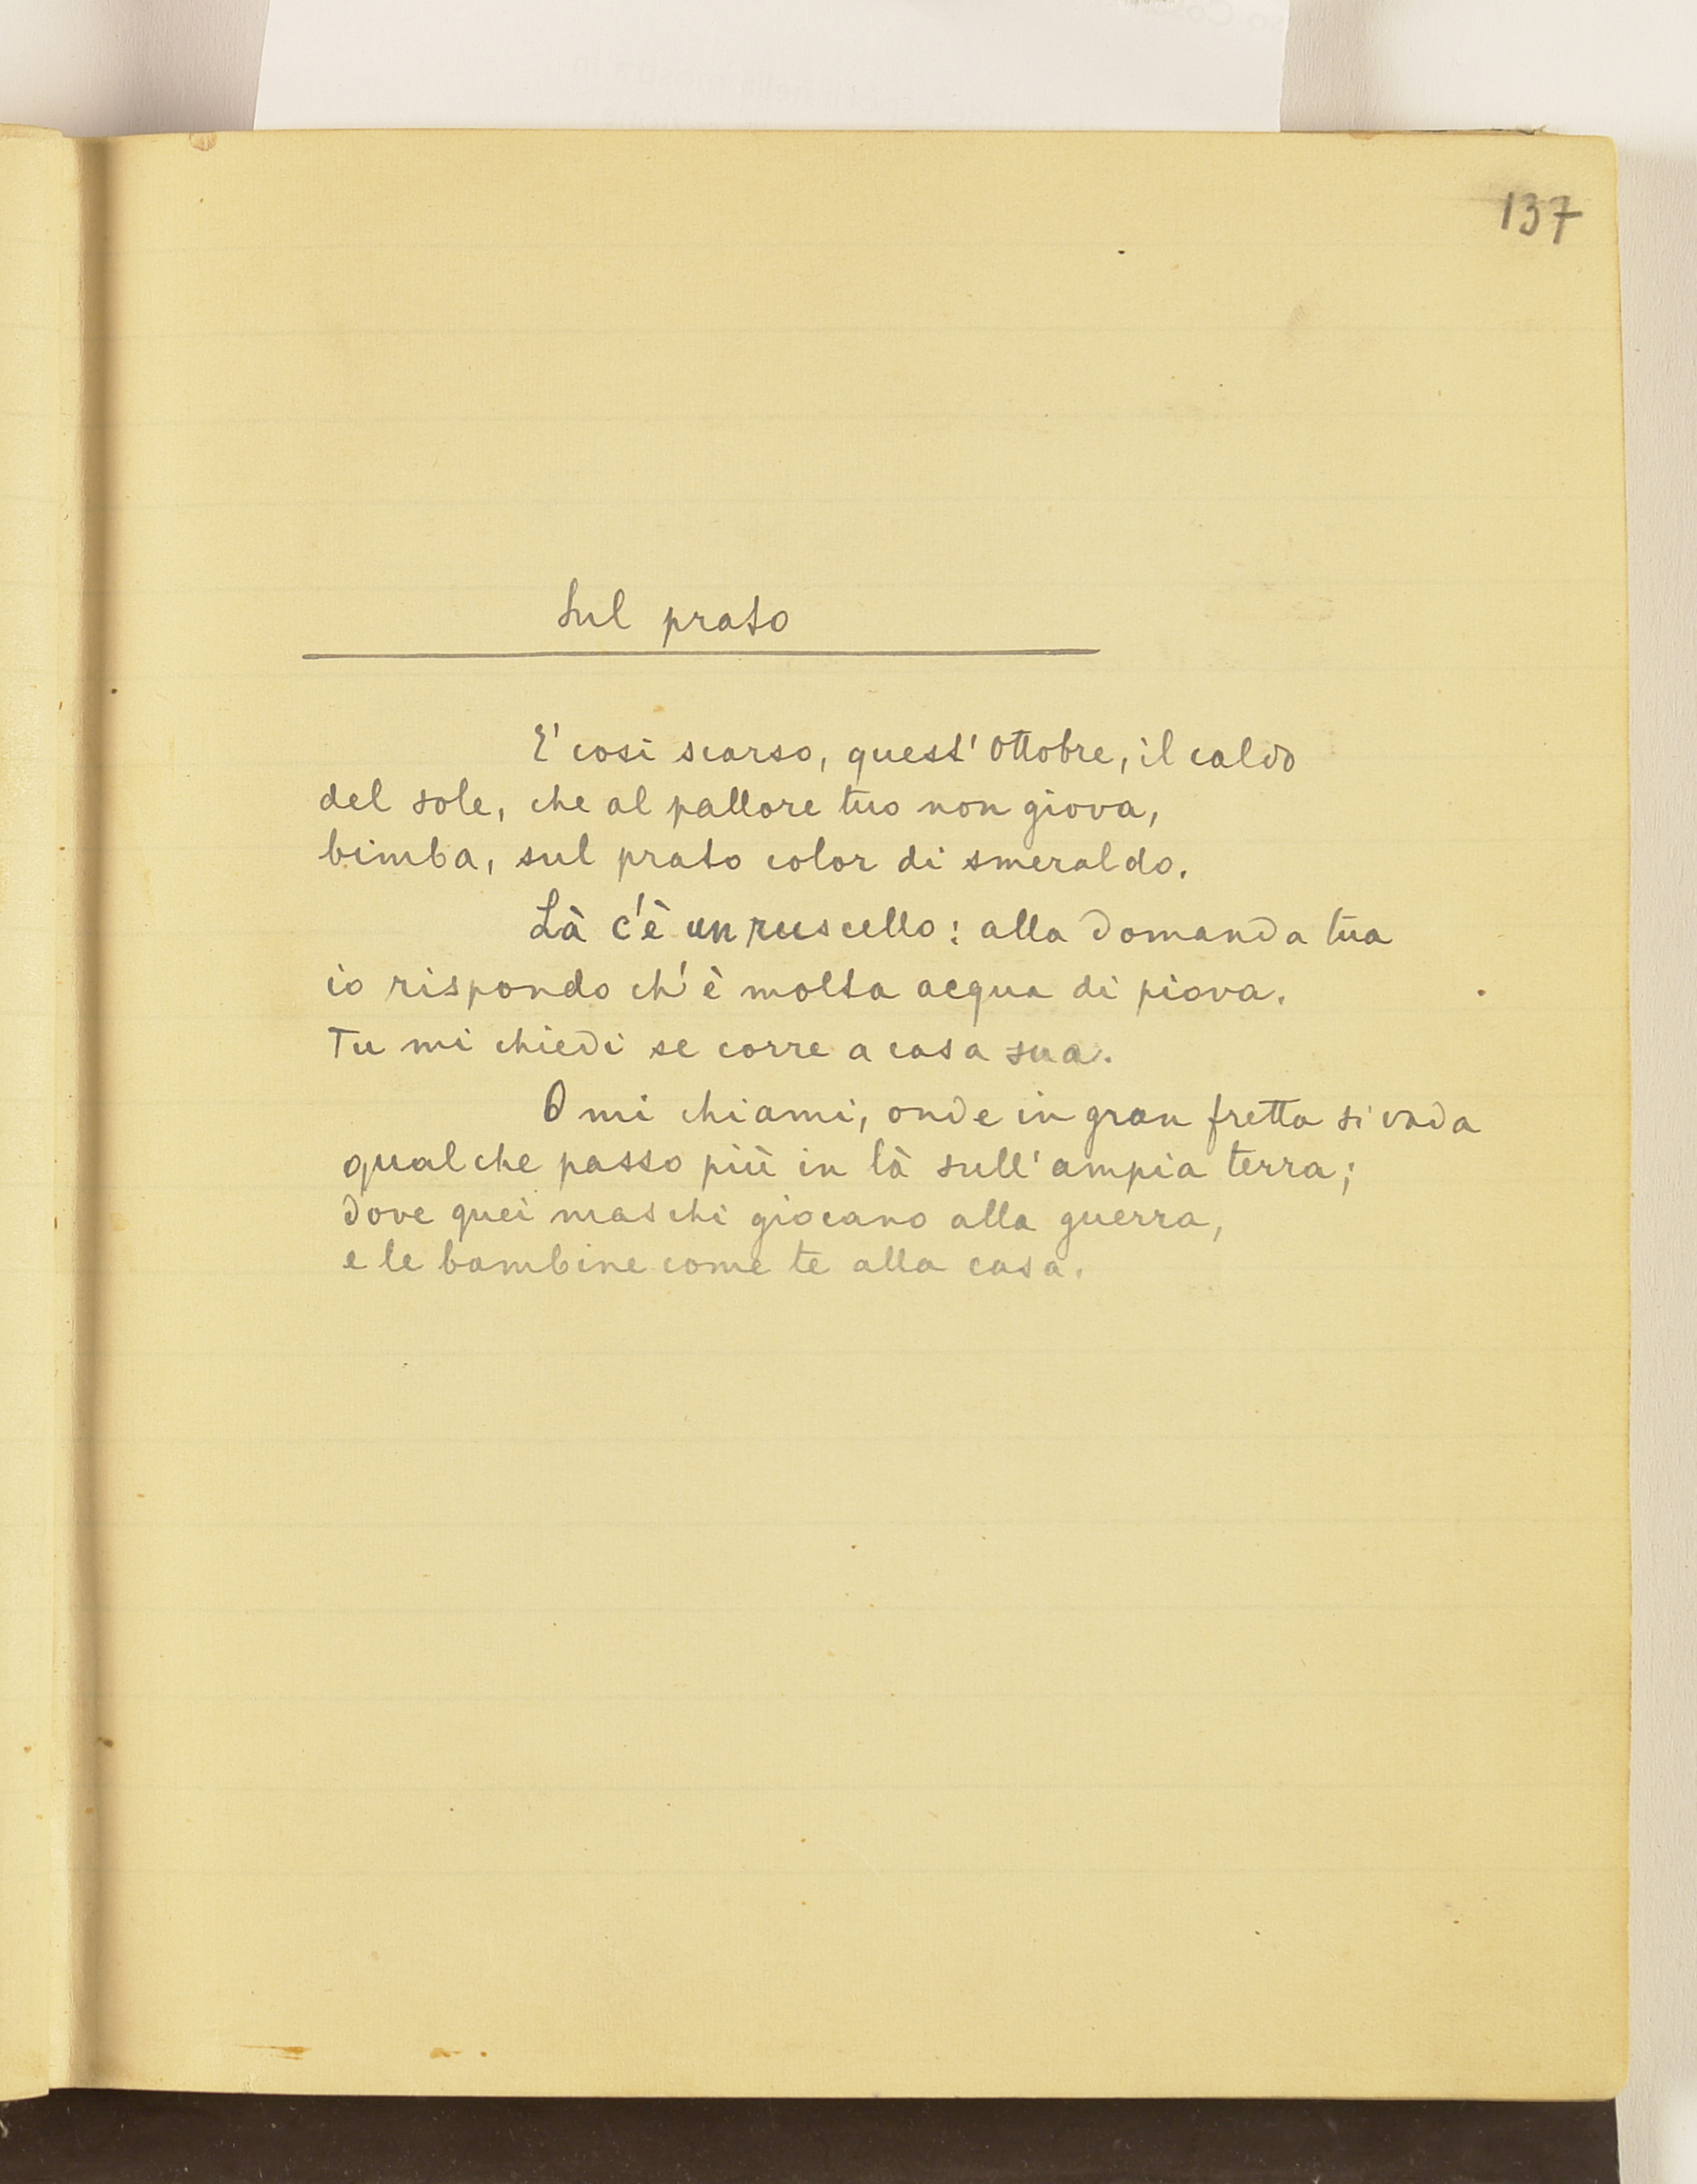 137
Sul prato
E' così scarso, quest' ottobre, il caldo
del sole, che al pallore tuo non giova,
bimba, sul prato color di smeraldo.
Là c'è un ruscello: alla domanda tua
io rispondo ch'è molta acqua di piova.
Tu mi chiedi se corre a casa sua.
O mi chiami, onde in gran fretta si vada
qualche passo più in là sull'ampia terra;
dove quei maschi giocano alla guerra,
e le bambine come te alla casa.